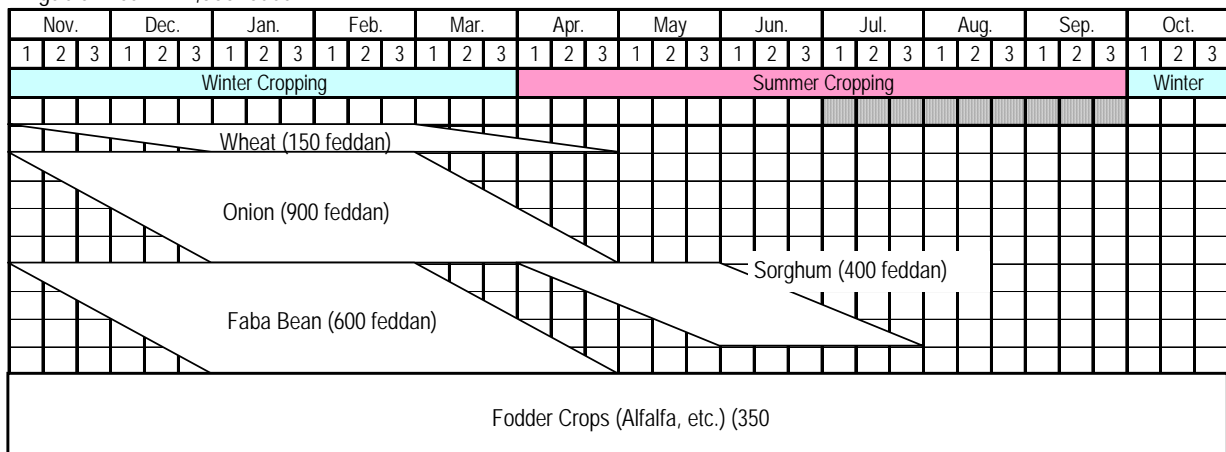 Nov. Dec. Jan. Feb. Mar. Apr. May Jun. Jul. Aug. Sep. Oct.
1 2 3 1 2 3 1 2 3 1 2 3 1 2 3 1 2 3 1 2 3 1 2 3 1 2 3 1 2 3 1 2 3 1 2 3
Winter Cropping Summer Cropping Winter
Wheat (150 feddan)
Onion (900 feddan)
Sorghum (400 feddan)
Faba Bean (600 feddan)
Fodder Crops (Alfalfa, etc.) (350